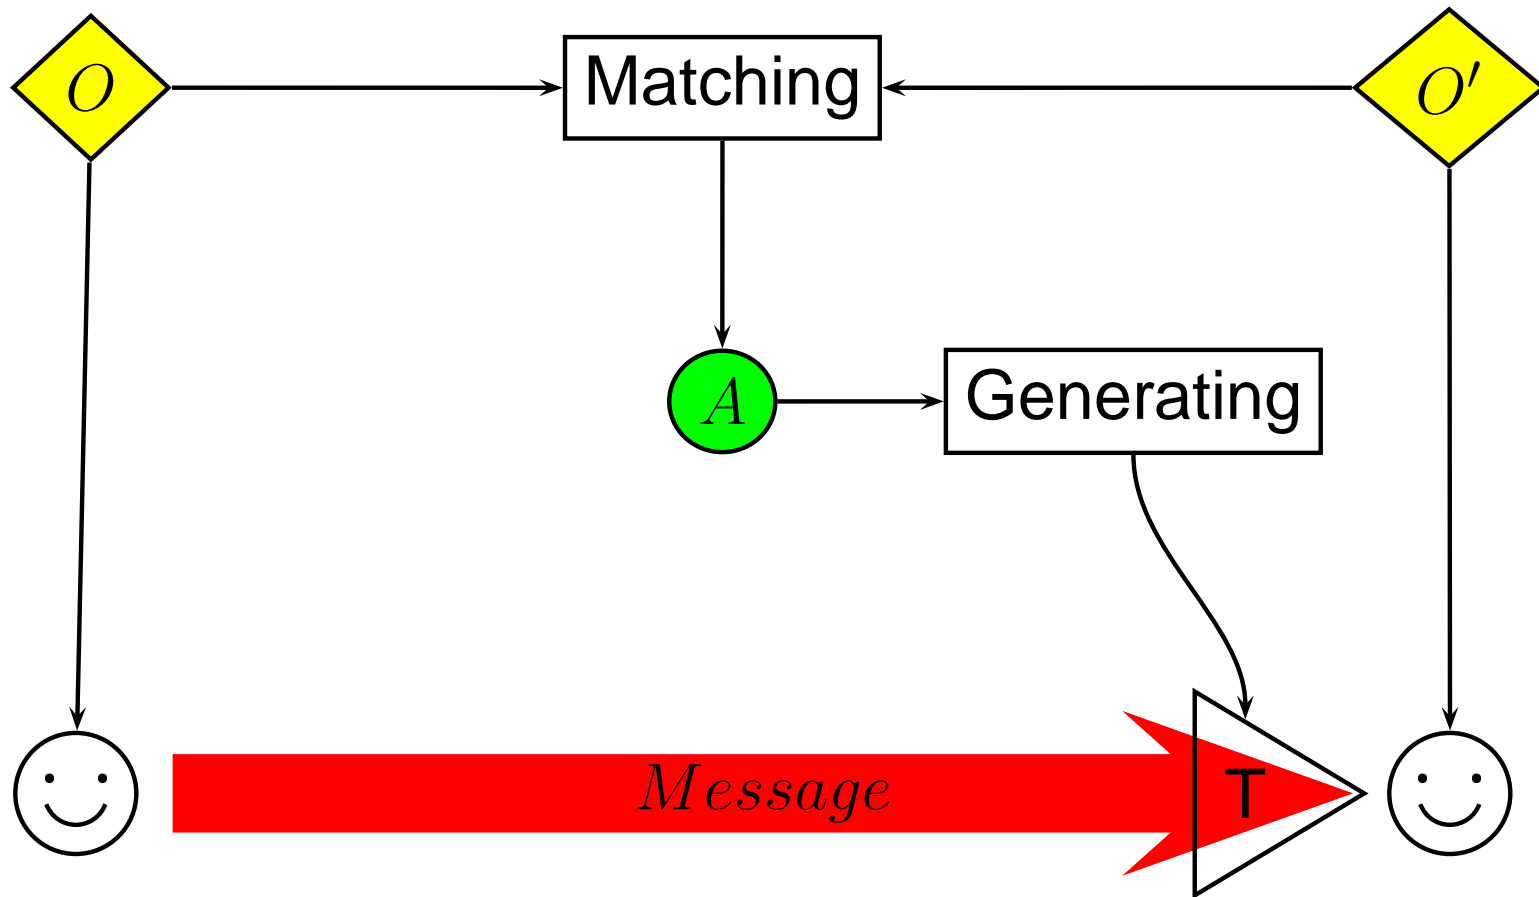 O
Matching
O′
A
Generating
Message
T